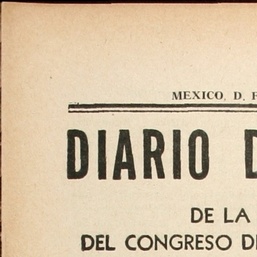 MEXICO, D. F
DIARIO D
DE LA
DEL CONGRESO DE